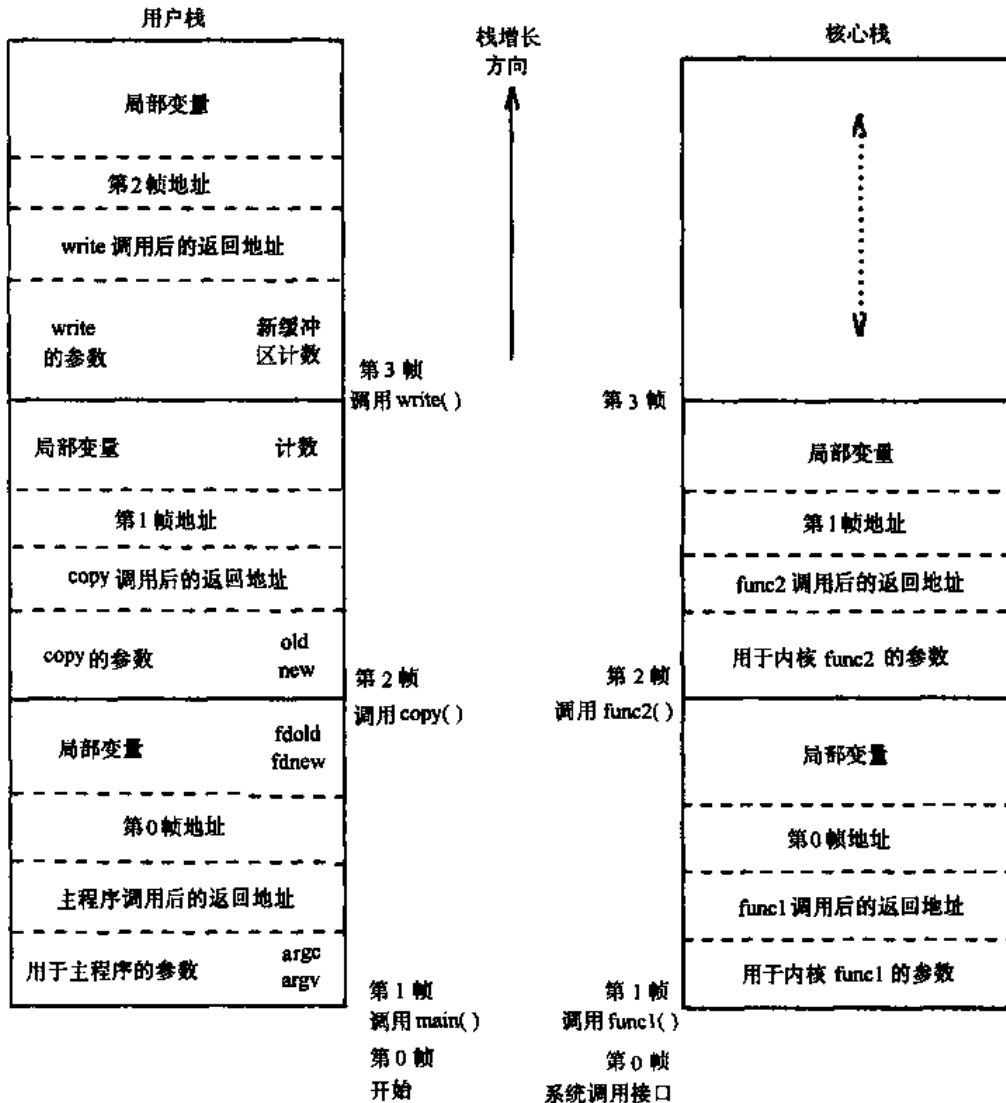 用户栈
局部变量
第2帧地址
write 调用后的返回地址
write
的参数
新缓冲
区计数
局部变量 计数
第1帧地址
copy 调用后的返回地址
copy 的参数
old
new
局部变量
fdold
fdnew
第0帧地址
主程序调用后的返回地址
用于主程序的参数
argc
argv
栈增长
方向
第3帧
调用 write( )
第2帧
调用 copy( )
第1帧
调用 main( )
第0帧
开始
核心栈
第3帧
局部变量
第1帧地址
func2 调用后的返回地址
用于内核 func2 的参数
第2帧
调用 func2( )
局部变量
第0帧地址
func1 调用后的返回地址
用于内核 func1 的参数
第1帧
调用 func1( )
第0帧
系统调用接口